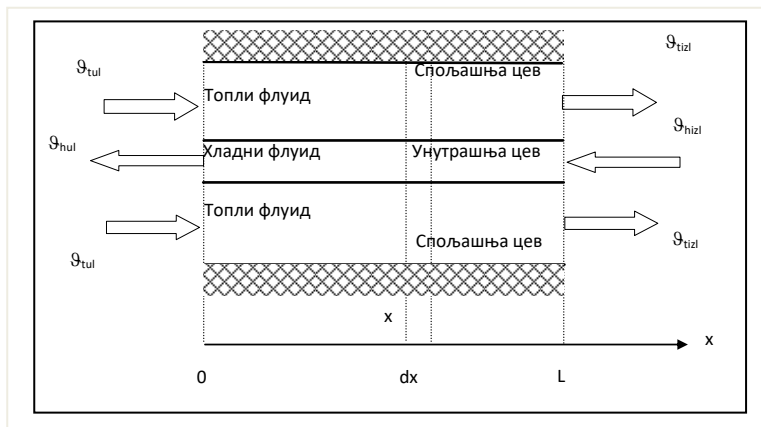 ϑtizl
Спољашња цев
ϑtul
Топли флуид
ϑhizl
ϑhul
Хладни флуид
Унутрашња цев
Топли флуид
Спољашња цев
ϑtizl
ϑtul
x
x
0
dx
L